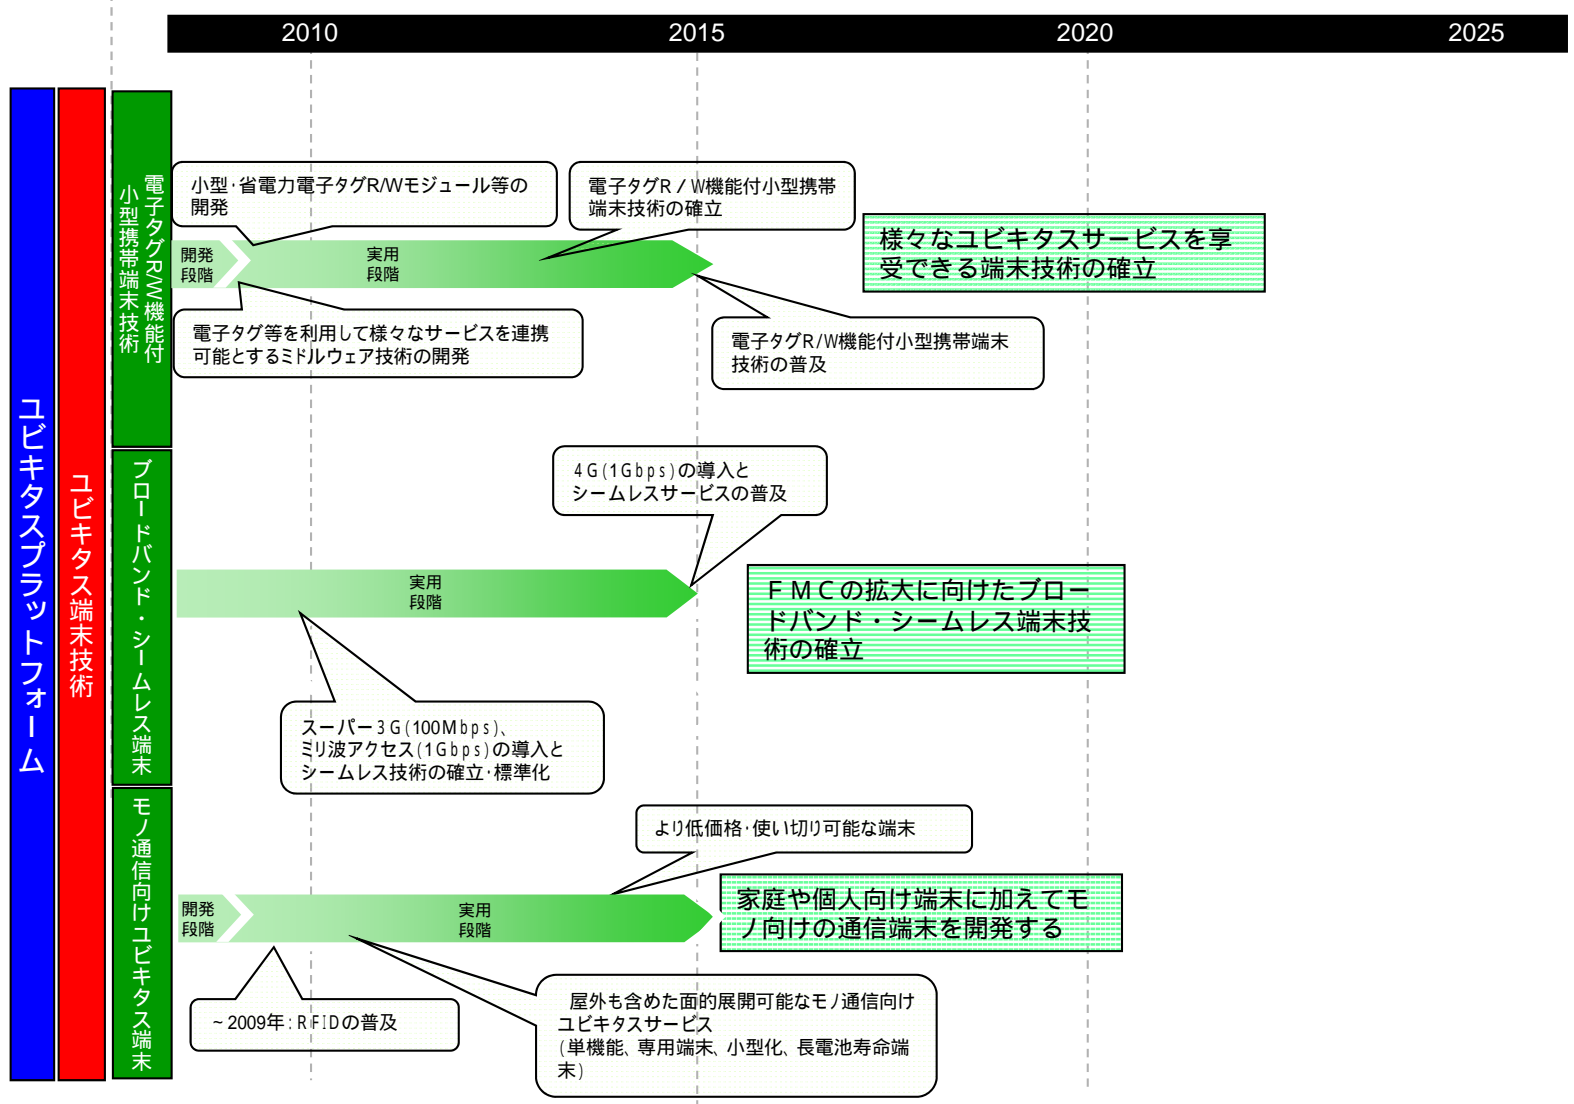 2010
2015
2020
2025
ユビキタスプラットフォーム
ユビキタス端末技術
電子タグR/W機能付
小型携帯端末技術
小型･省電力電子タグR/Wモジュール等の
開発
電子タグR／W機能付小型携帯
端末技術の確立
開発
段階
実用
段階
様々なユビキタスサービスを享
受できる端末技術の確立
電子タグ等を利用して様々なサービスを連携
可能とするミドルウェア技術の開発
電子タグR/W機能付小型携帯端末
技術の普及
ブロードバンド・シームレス端末
4G(1Gbps)の導入と
シームレスサービスの普及
実用
段階
ＦＭＣの拡大に向けたブロー
ドバンド・シームレス端末技
術の確立
スーパー3G(100Mbps)、
ミリ波アクセス(1Gbps)の導入と
シームレス技術の確立･標準化
モノ通信向けユビキタス端末
より低価格･使い切り可能な端末
開発
段階
実用
段階
家庭や個人向け端末に加えてモ
ノ向けの通信端末を開発する
～2009年:RFIDの普及
屋外も含めた面的展開可能なモノ通信向け
ユビキタスサービス
(単機能、専用端末、小型化、長電池寿命端
末)